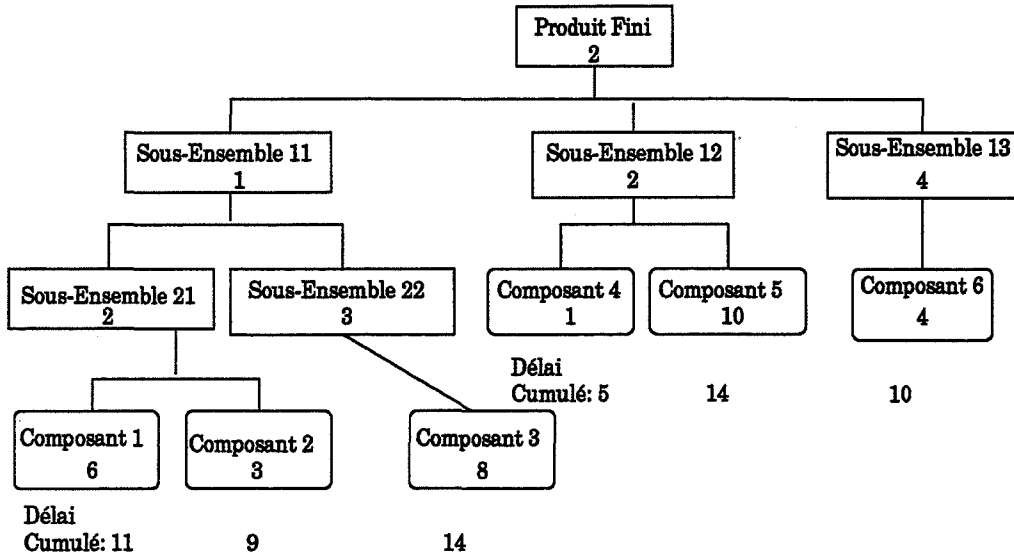 Produit Fini
2
Sous-Ensemble 11
1
Sous-Ensemble 12
2
Sous-Ensemble 13
4
Sous-Ensemble 21
2
Sous-Ensemble 22
3
Composant 4
1
Composant 5
10
Composant 6
4
Délai
Cumulé: 5 14 10
Composant 1
6
Composant 2
3
Composant 3
8
Délai
Cumulé: 11 9 14